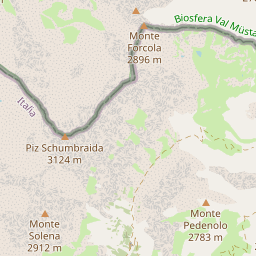 Biosfera Val Müsta
Monte
Forcola
2896 m
Italia
Piz Schumbraida
3124 m
Monte
Solena
2912 m
Monte
Pedenolo
2783 m